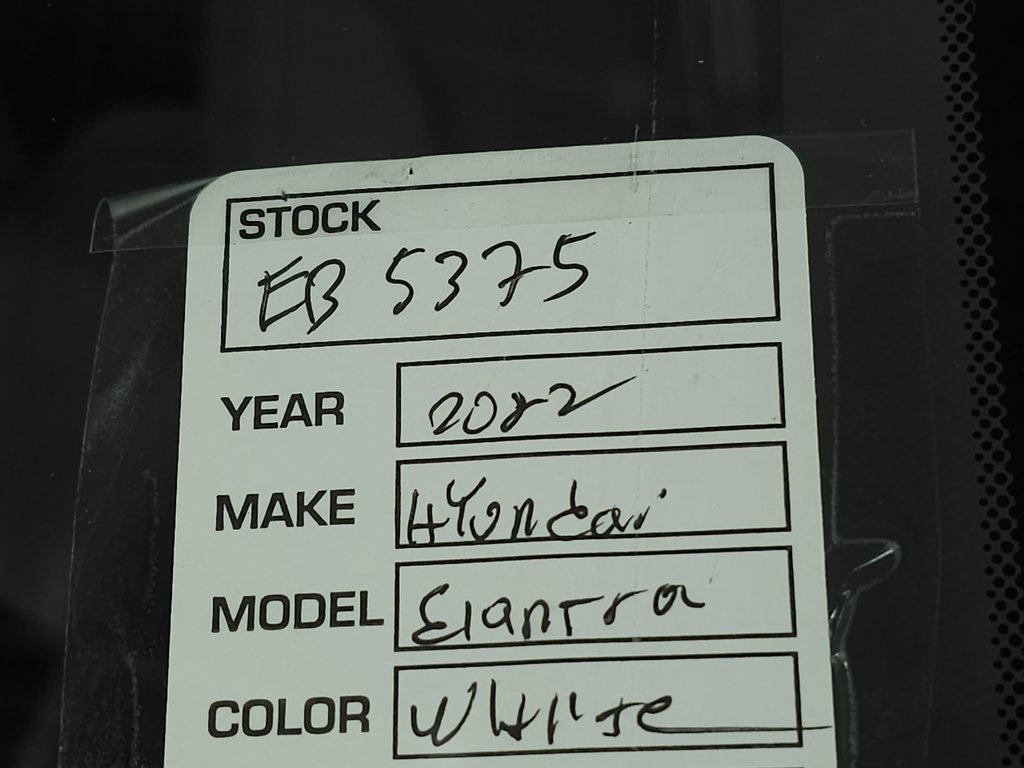 STOCK
EB 5375
YEAR 2022
MAKE HYundai
MODEL Elantra
COLOR WHite